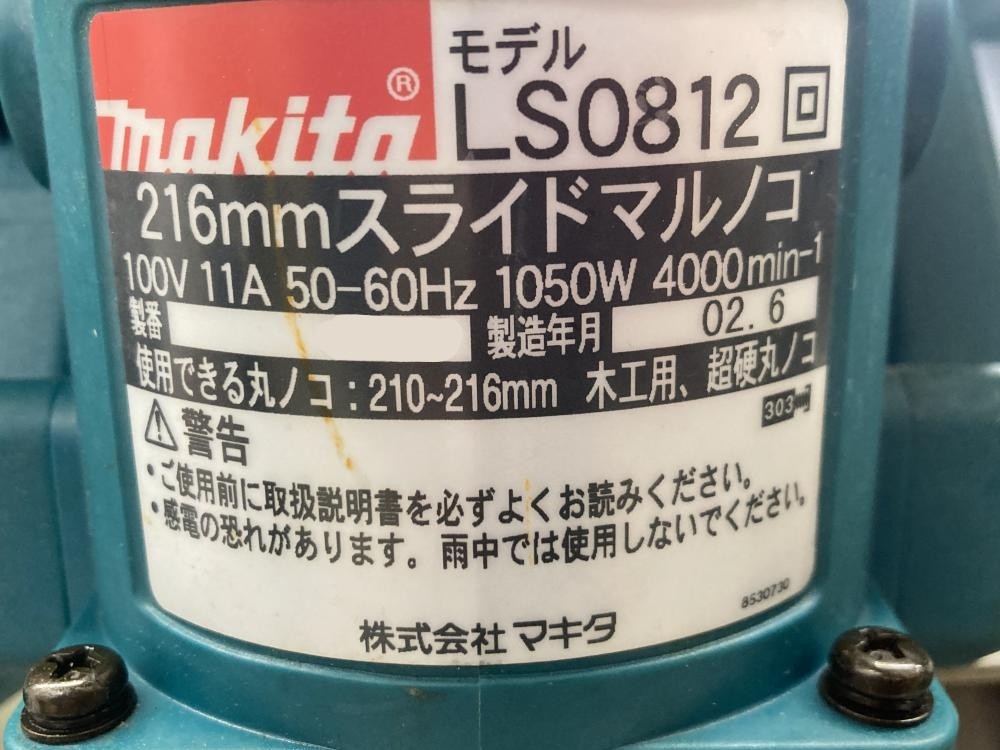 makita®
モデル
LS0812
216mmスライドマルノコ
100V 11A 50-60Hz 1050W 4000min-1
製番 製造年月 02. 6
使用できる丸ノコ:210~216mm 木工用、超硬丸ノコ
303
警告
・ご使用前に取扱説明書を必ずよくお読みください。
・感電の恐れがあります。雨中では使用しないでください。
8530730
株式会社 マキタ